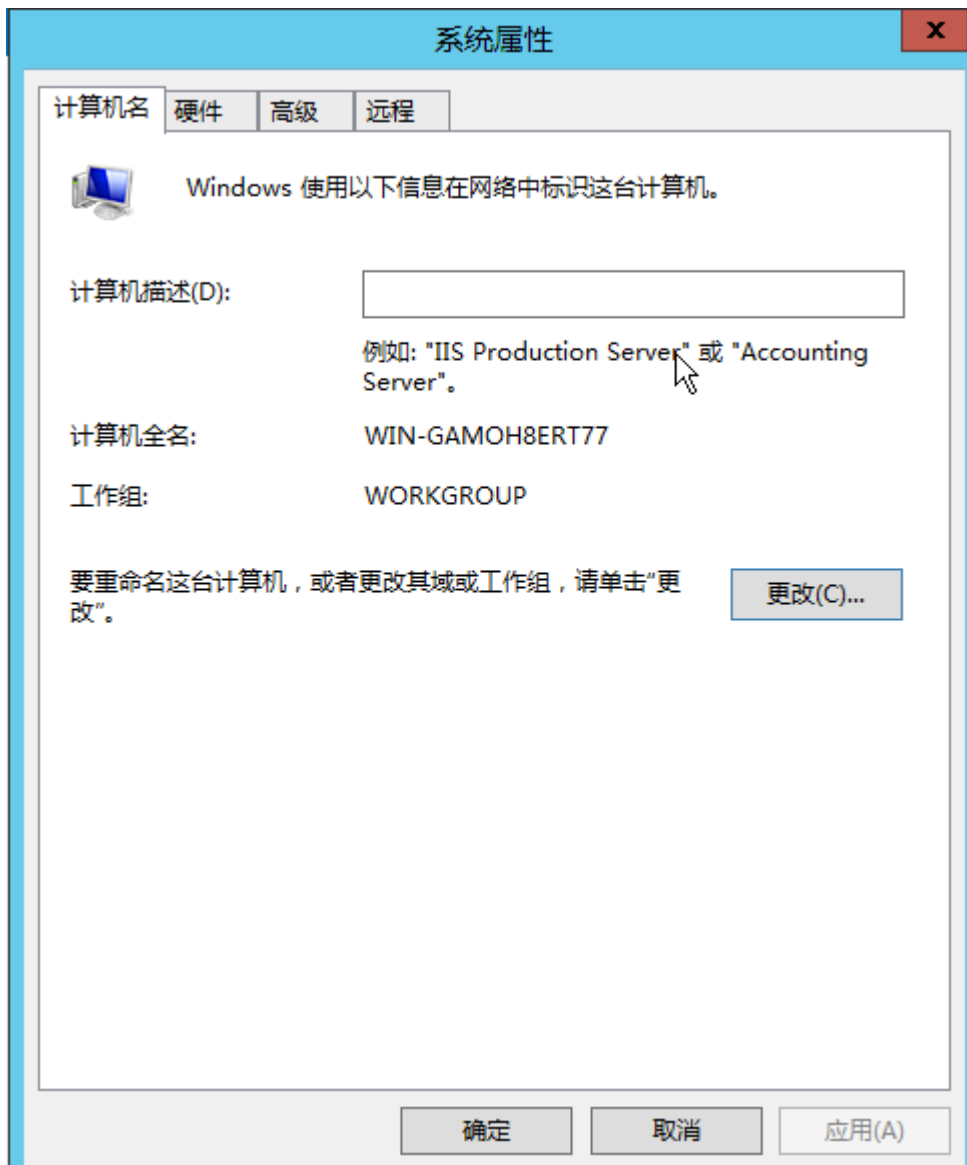 系统属性
x
计算机名 硬件 高级 远程
Windows 使用以下信息在网络中标识这台计算机。
计算机描述(D):
例如: "IIS Production Server" 或 "Accounting
Server"。
计算机全名: WIN-GAMOH8ERT77
工作组: WORKGROUP
要重命名这台计算机，或者更改其域或工作组，请单击“更
改”。
更改(C)...
确定 取消 应用(A)